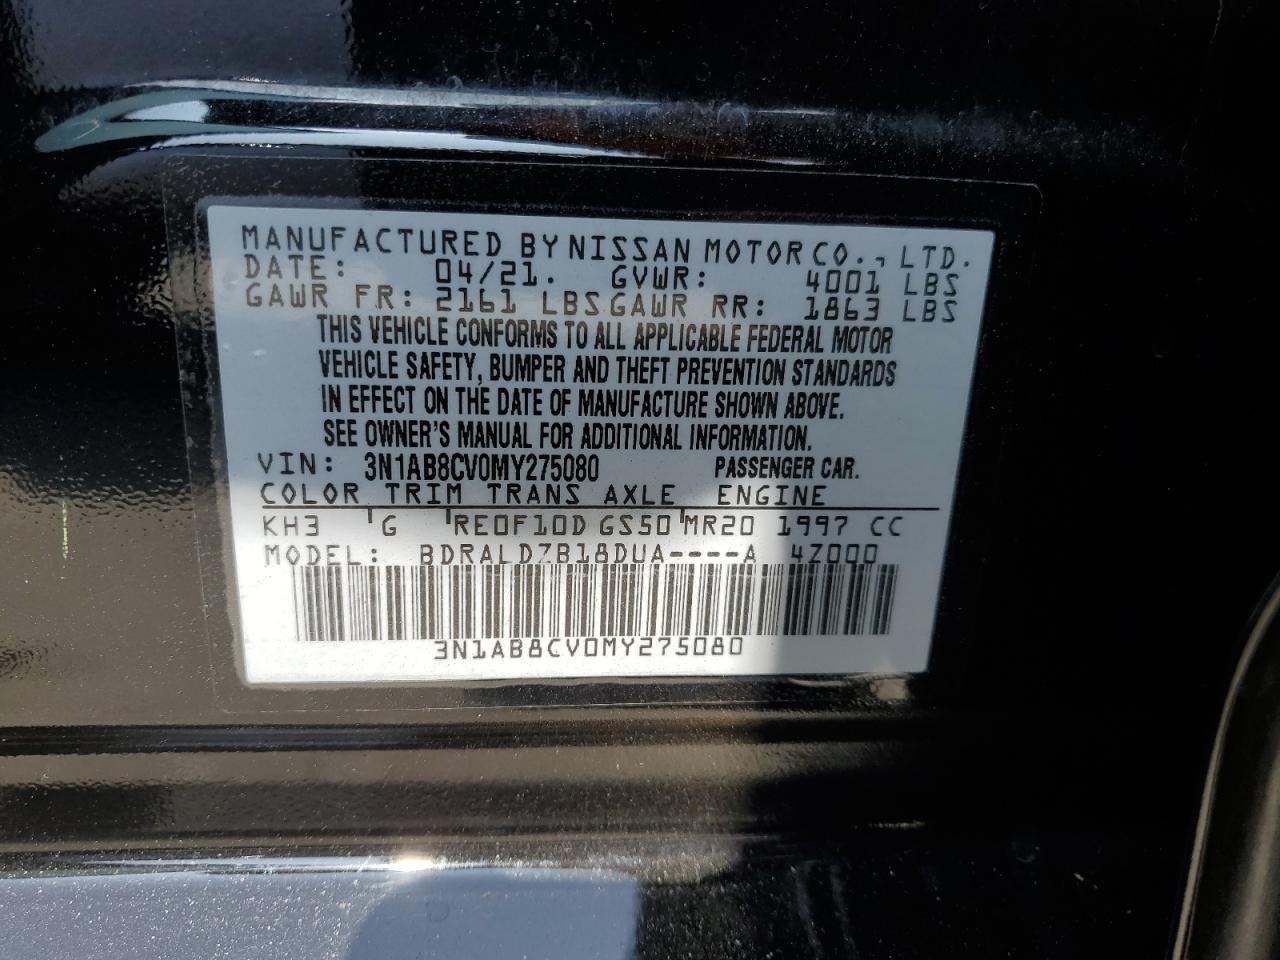 MANUFACTURED BY NISSAN MOTOR CO., LTD.
DATE: 04/21. GVWR: 4001 LBS
GAWR FR: 2161 LBS GAWR RR: 1863 LBS
THIS VEHICLE CONFORMS TO ALL APPLICABLE FEDERAL MOTOR
VEHICLE SAFETY, BUMPER AND THEFT PREVENTION STANDARDS
IN EFFECT ON THE DATE OF MANUFACTURE SHOWN ABOVE.
SEE OWNER'S MANUAL FOR ADDITIONAL INFORMATION.
VIN: 3N1AB8CV0MY275080 PASSENGER CAR.
COLOR TRIM TRANS AXLE ENGINE
KH3 G RE0F10D GS50 MR20 1997 CC
MODEL: BDRALDZB18DUA----A 4Z000
3N1AB8CV0MY275080